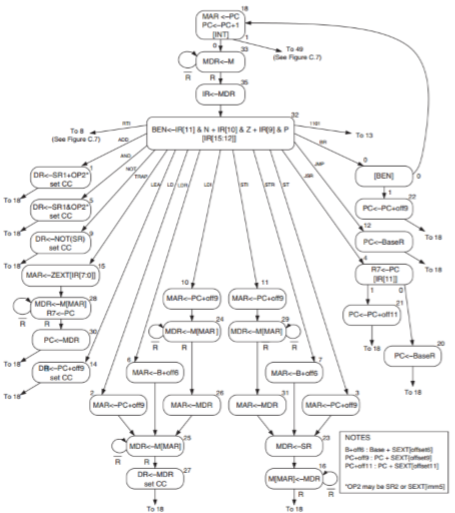 18
MAR <-PC
PC<-PC+1
[INT]
0
1
To 49
(See Figure C.7)
33
MDR<-M
R
R
35
IR<-MDR
32
BEN<-IR[11] & N + IR[10] & Z + IR[9] & P
[IR[15:12]]
RTI
To 8
(See Figure C.7)
1101
To 13
ADD
AND
NOT
TRAP
LEA
LD
LDR
LDI
STI
STR
ST
JSR
JMP
BR
1
DR<-SR1+OP2*
set CC
To 18
5
DR<-SR1&OP2*
set CC
To 18
9
DR<-NOT(SR)
set CC
To 18
15
MAR<-ZEXT[IR[7:0]]
28
MDR<-M[MAR]
R7<-PC
R
R
30
PC<-MDR
To 18
14
DR<-PC+off9
set CC
To 18
0
[BEN]
0
1
22
PC<-PC+off9
To 18
12
PC<-BaseR
To 18
4
R7<-PC
[IR[11]]
1
0
21
PC<-PC+off11
To 18
20
PC<-BaseR
To 18
10
MAR<-PC+off9
11
MAR<-PC+off9
24
MDR<-M[MAR]
R
R
29
MDR<-M[MAR]
R
R
6
MAR<-B+off6
7
MAR<-B+off6
2
MAR<-PC+off9
26
MAR<-MDR
31
MAR<-MDR
3
MAR<-PC+off9
25
MDR<-M[MAR]
R
R
27
DR<-MDR
set CC
To 18
23
MDR<-SR
16
M[MAR]<-MDR
R
R
To 18
NOTES
B+off6 : Base + SEXT[offset6]
PC+off9 : PC + SEXT[offset9]
PC+off11 : PC + SEXT[offset11]
*OP2 may be SR2 or SEXT[imm5]